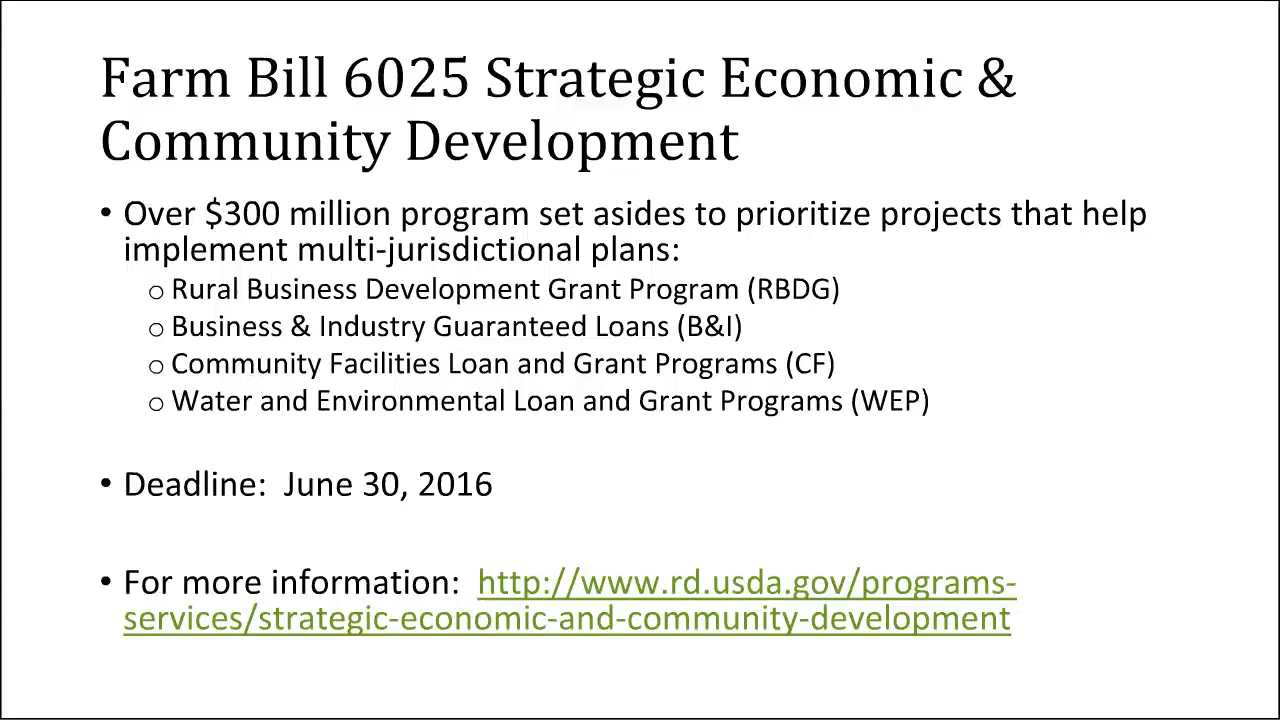 Farm Bill 6025 Strategic Economic &
Community Development
• Over $300 million program set asides to prioritize projects that help
implement multi-jurisdictional plans:
o Rural Business Development Grant Program (RBDG)
o Business & Industry Guaranteed Loans (B&I)
o Community Facilities Loan and Grant Programs (CF)
o Water and Environmental Loan and Grant Programs (WEP)
• Deadline:  June 30, 2016
• For more information:  http://www.rd.usda.gov/programs-
services/strategic-economic-and-community-development